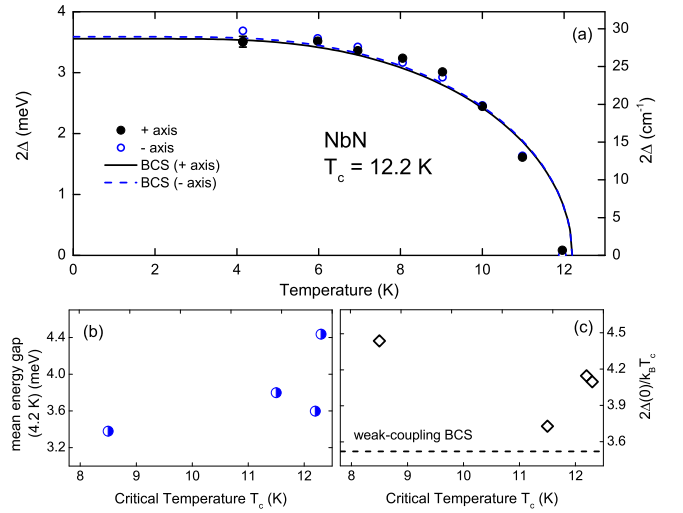 (a)
4
3
2
1
0
2Δ (meV)
30
25
20
15
10
5
0
2Δ (cm⁻¹)
+ axis
- axis
BCS (+ axis)
BCS (- axis)
NbN
T_c = 12.2 K
0 2 4 6 8 10 12
Temperature (K)
(b)
4.4
4.0
3.6
3.2
mean energy gap
(4.2 K) (meV)
8 9 10 11 12
Critical Temperature T_c (K)
(c)
4.5
4.2
3.9
3.6
2Δ(0)/k_BT_c
weak-coupling BCS
8 9 10 11 12
Critical Temperature T_c (K)